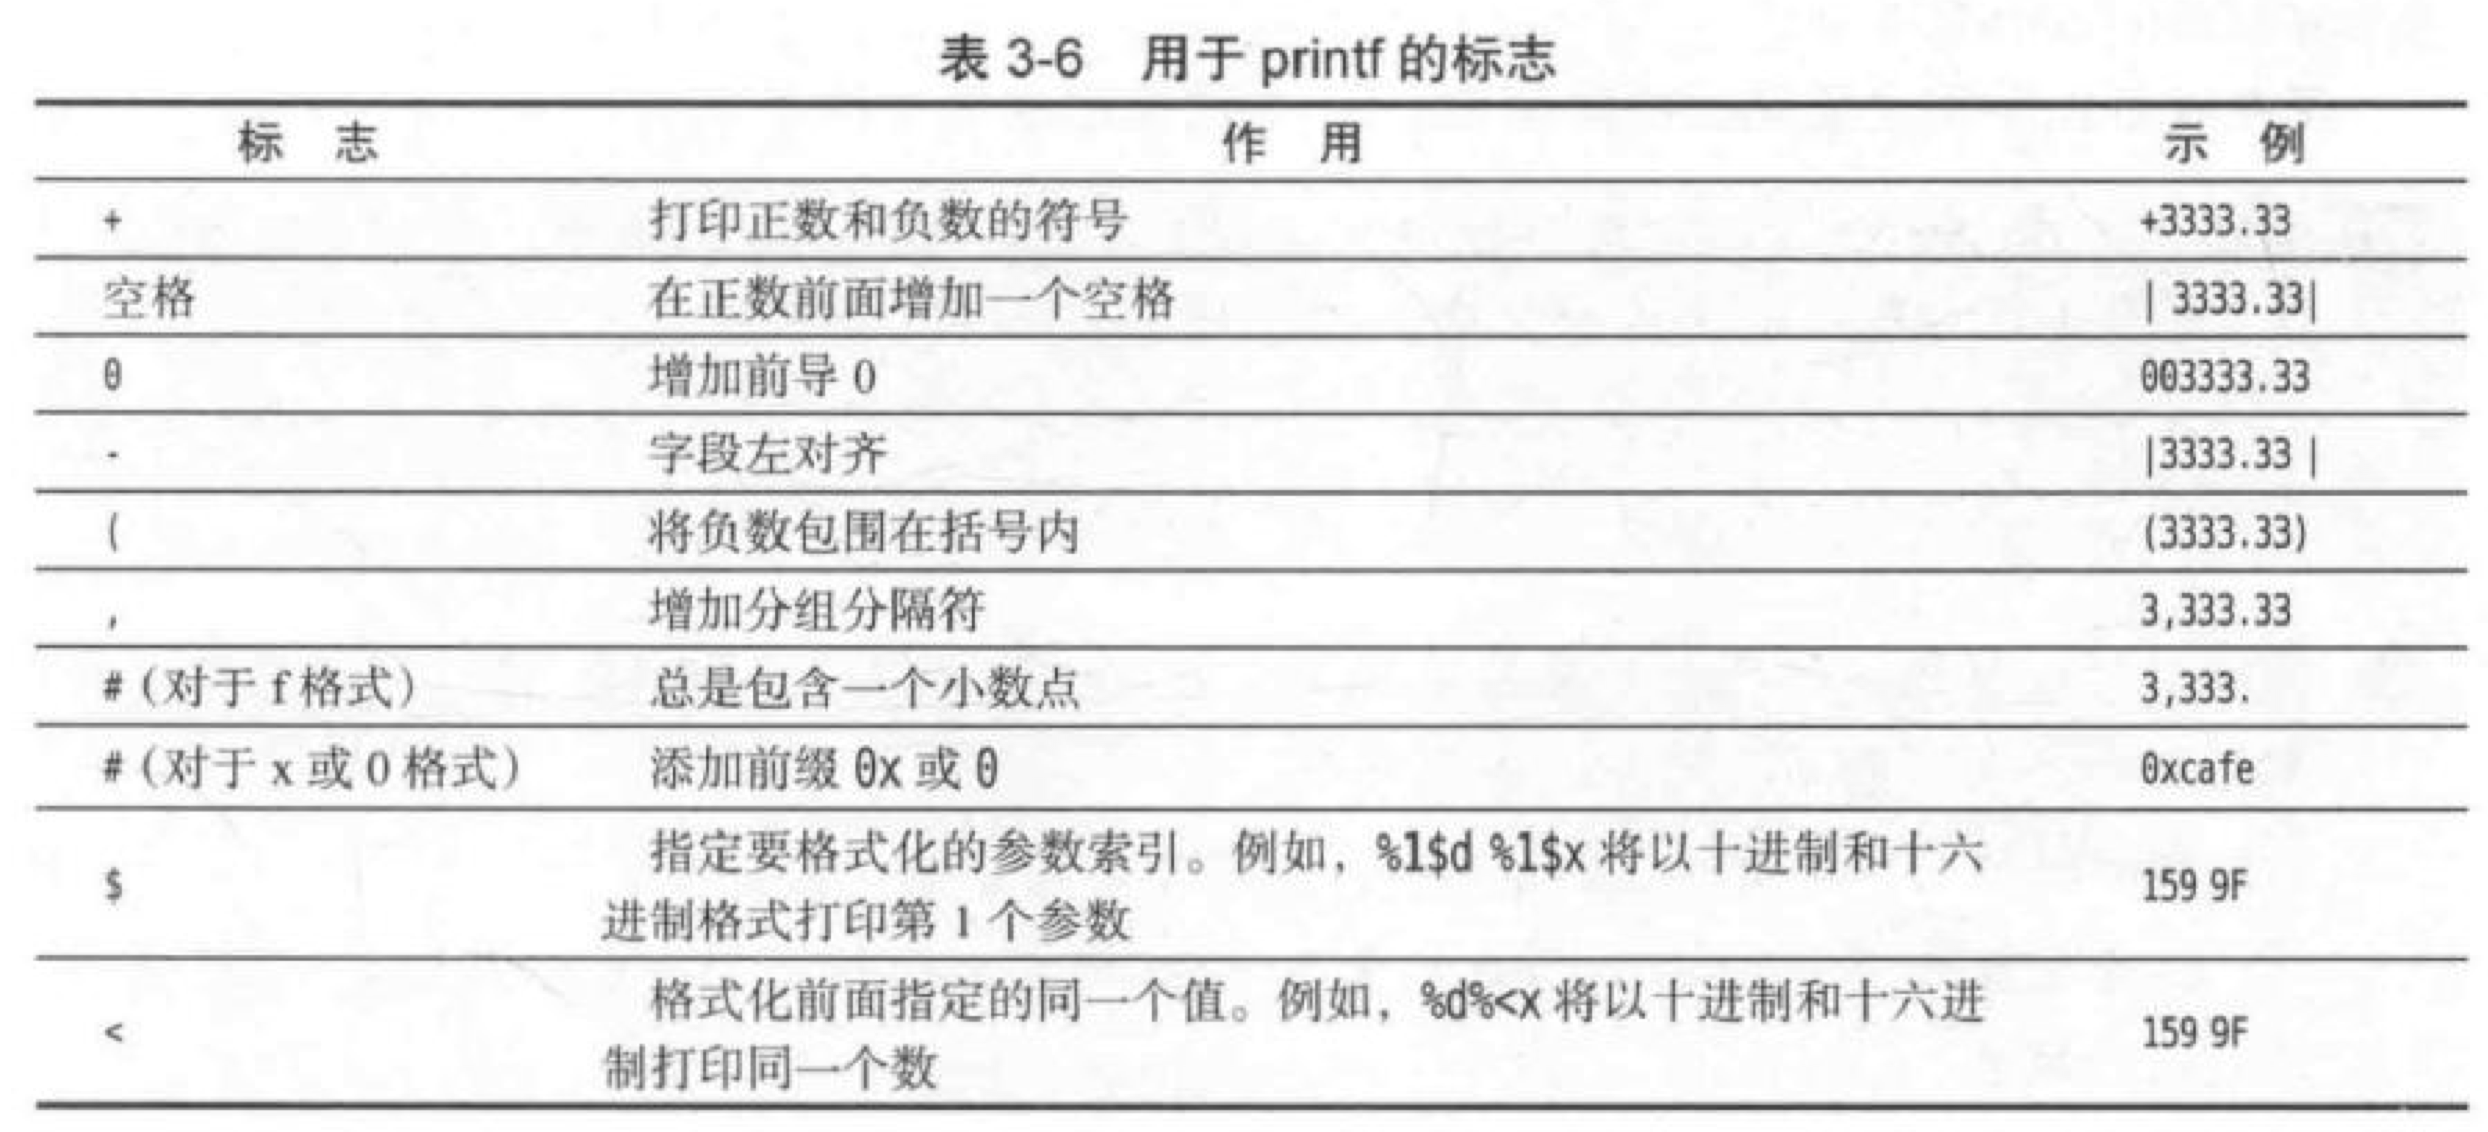 表 3-6 用于 printf 的标志
标 志 作 用 示 例
+ 打印正数和负数的符号 +3333.33
空格 在正数前面增加一个空格 | 3333.33|
0 增加前导 0 003333.33
- 字段左对齐 |3333.33 |
( 将负数包围在括号内 (3333.33)
, 增加分组分隔符 3,333.33
# (对于 f 格式) 总是包含一个小数点 3,333.
# (对于 x 或 0 格式) 添加前缀 0x 或 0 0xcafe
$ 指定要格式化的参数索引。例如，%1$d %1$x 将以十进制和十六
进制格式打印第 1 个参数 159 9F
< 格式化前面指定的同一个值。例如，%d%<x 将以十进制和十六进
制打印同一个数 159 9F